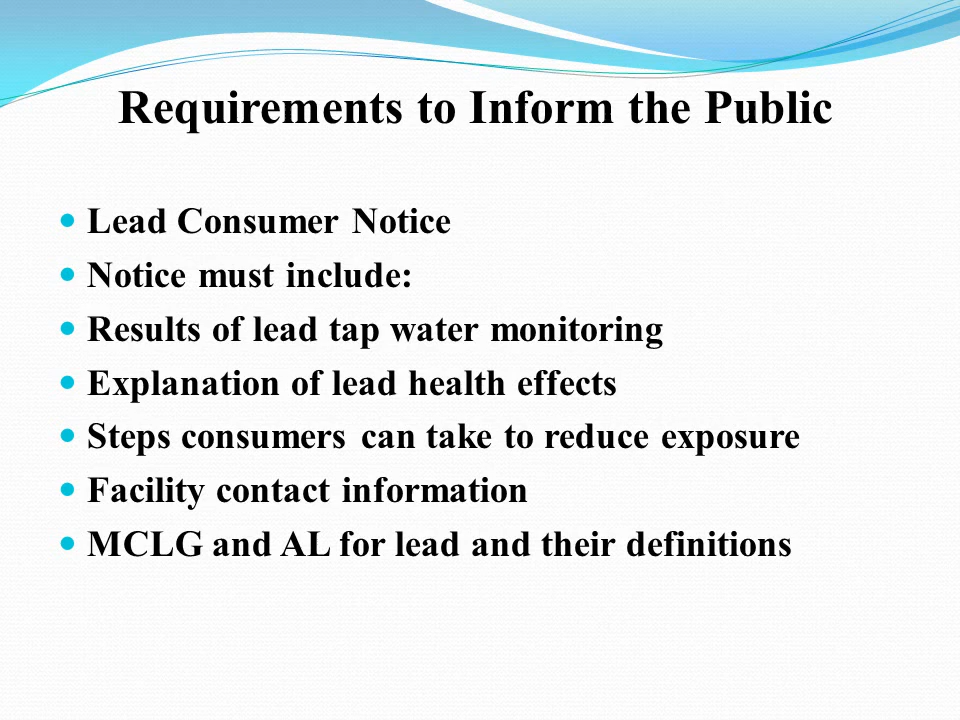 Requirements to Inform the Public
Lead Consumer Notice
Notice must include:
Results of lead tap water monitoring
Explanation of lead health effects
Steps consumers can take to reduce exposure
Facility contact information
MCLG and AL for lead and their definitions